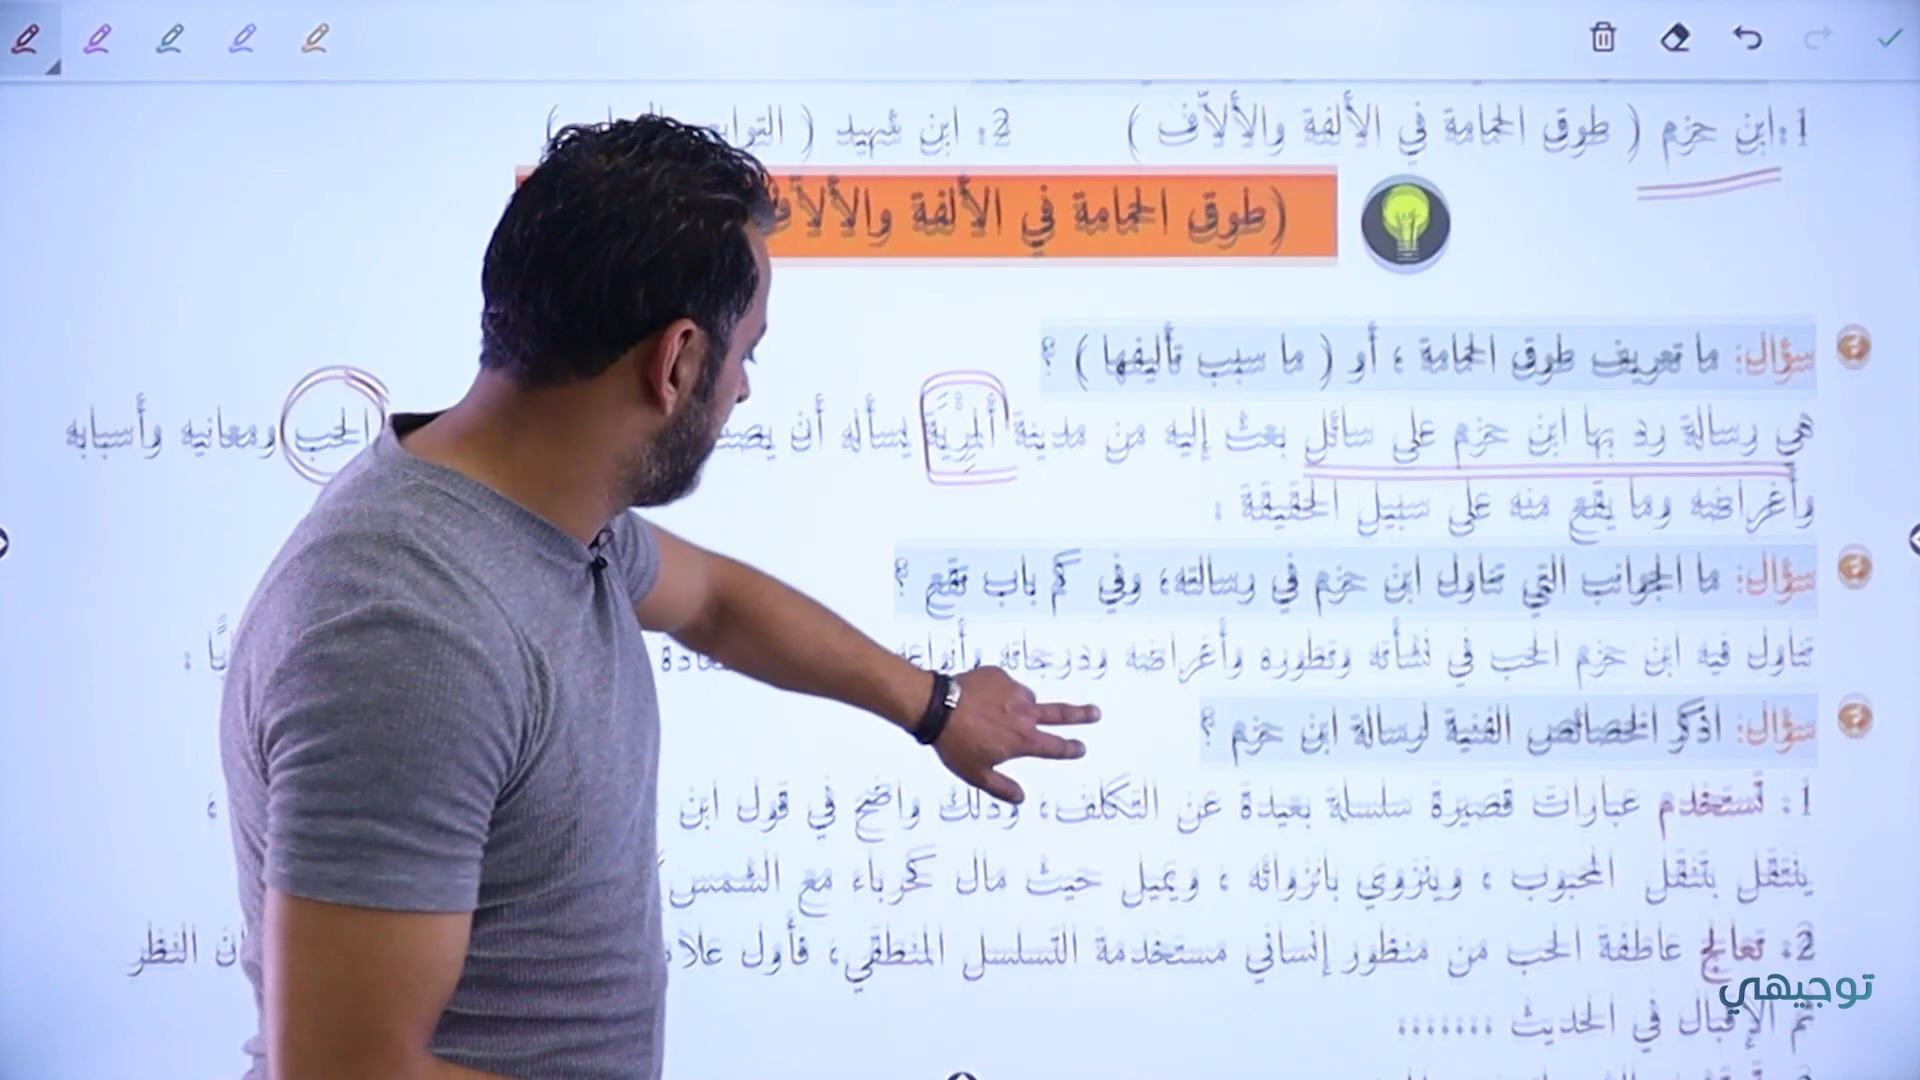 1. ابن حزم ( طوق الحمامة في الألفة والألاّف )
2. ابن شهيد ( التوابع
(طوق الحمامة في الألفة والألاّف
سؤال: ما تعريف طوق الحمامة ، أو ( ما سبب تأليفها ) ؟
هي رسالة رد بها ابن حزم على سائل بعث إليه من مدينة ألمريّة يسأله أن الحب ومعانيه وأسبابه
وأغراضه وما يقع منه على سبيل الحقيقة .
سؤال: ما الجوانب التي تناول ابن حزم في رسالته، وفي كم باب تقع ؟
تناول فيه ابن حزم الحب في نشأته وتطوره وأغراضه ودرجاته وأنواعه
سؤال: اذكر الخصائص الفنية لرسالة ابن حزم ؟
1. تستخدم عبارات قصيرة سلسلة بعيدة عن التكلف، وذلك واضح في قول ابن
ينتقل بتنقل المحبوب ، وينزوي بانزوائه ، ويميل حيث مال كحرباء مع الشمس
2. تعالج عاطفة الحب من منظور إنساني مستخدمة التسلسل المنطقي، فأول النظر
ثم الإقبال في الحديث .......
توجيهي